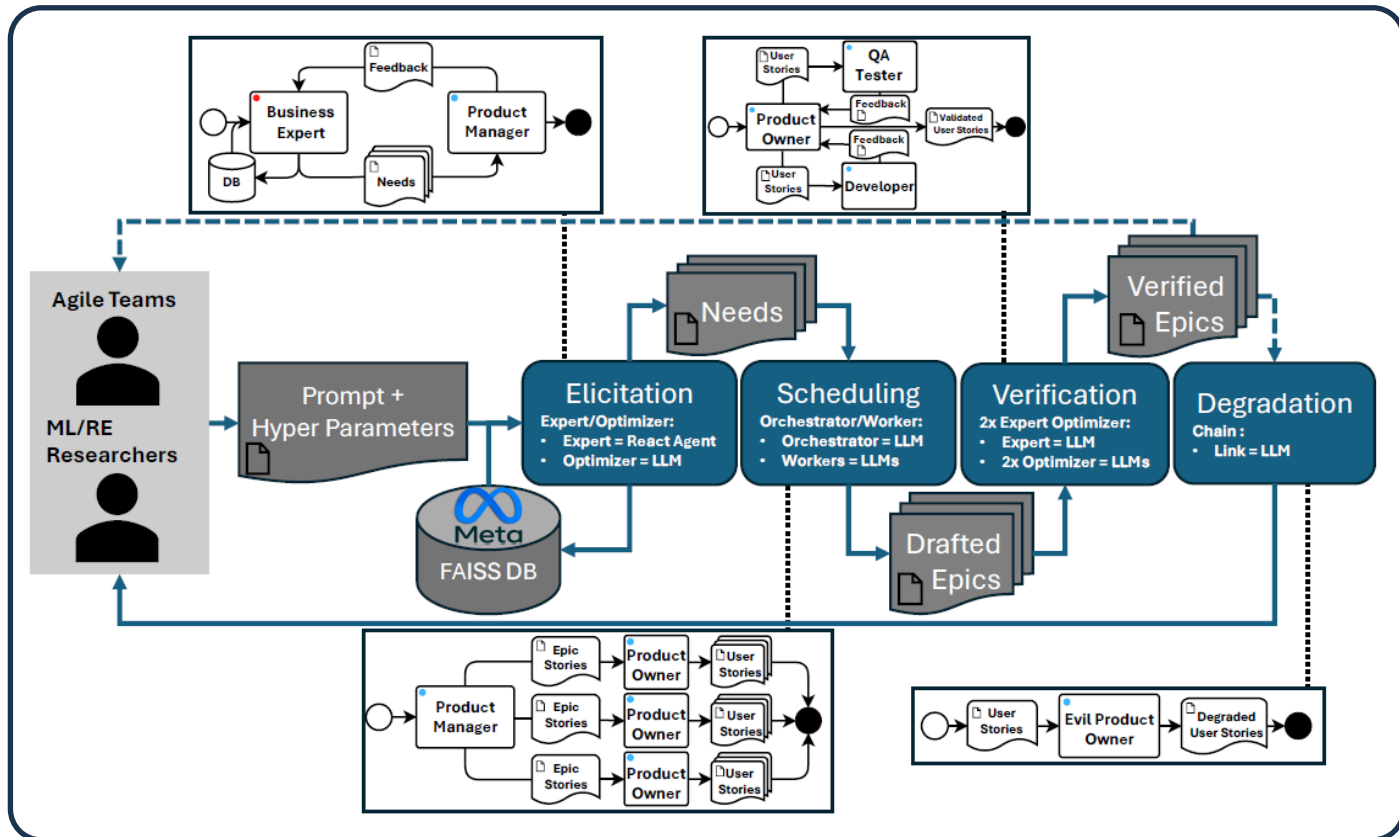 Feedback
Business
Expert
Product
Manager
DB
Needs
User
Stories
QA
Tester
Product
Owner
Feedback
Validated
User Stories
Feedback
User
Stories
Developer
Agile Teams
ML/RE
Researchers
Prompt +
Hyper Parameters
Meta
FAISS DB
Needs
Elicitation
Expert/Optimizer:
• Expert = React Agent
• Optimizer = LLM
Scheduling
Orchestrator/Worker:
• Orchestrator = LLM
• Workers = LLMs
Drafted
Epics
Verification
2x Expert Optimizer:
• Expert = LLM
• 2x Optimizer = LLMs
Verified
Epics
Degradation
Chain :
• Link = LLM
Product
Manager
Epic
Stories
Product
Owner
User
Stories
Epic
Stories
Product
Owner
User
Stories
Epic
Stories
Product
Owner
User
Stories
User
Stories
Evil Product
Owner
Degraded
User Stories